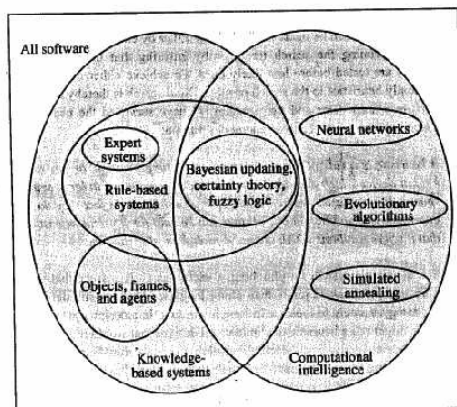 All software
Neural networks
Expert
systems
Bayesian updating,
certainty theory,
fuzzy logic
Rule-based
systems
Evolutionary
algorithms
Simulated
annealing
Objects, frames,
and agents
Knowledge-
based systems
Computational
intelligence